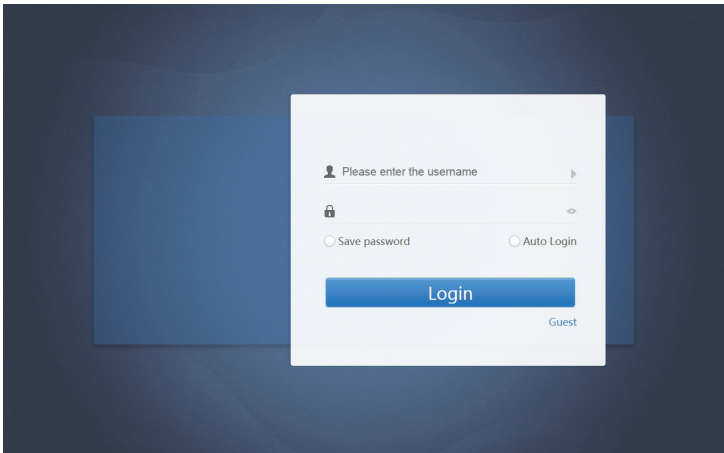 Please enter the username
Save password
Auto Login
Login
Guest